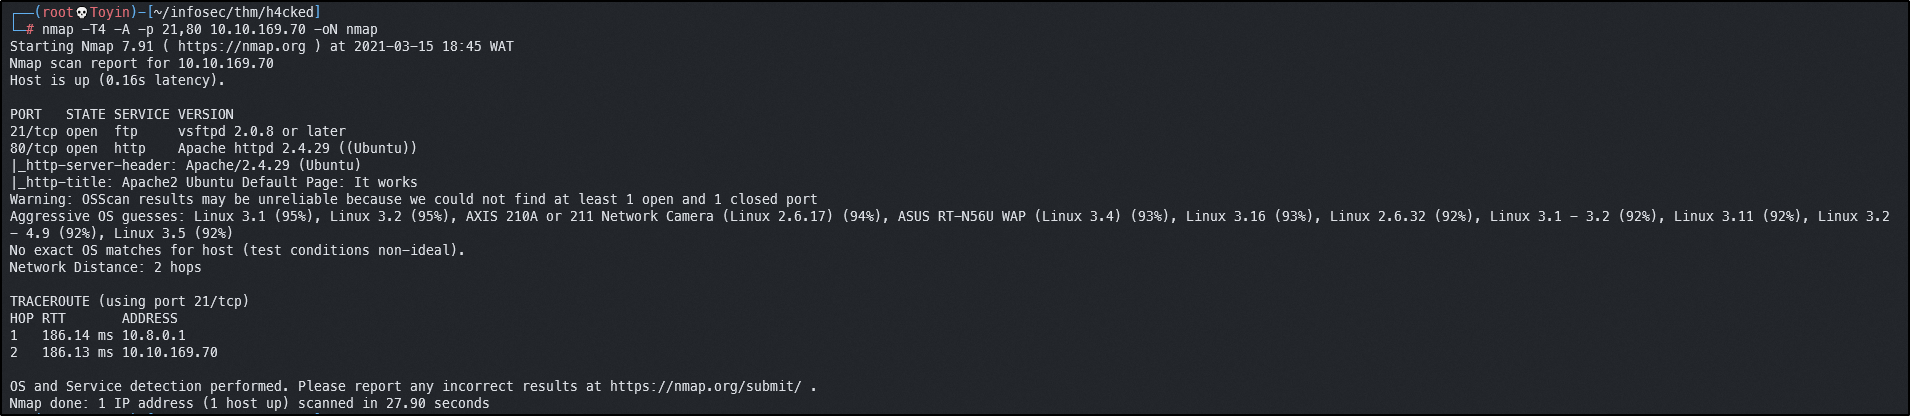 ┌──(root💀Toyin)-[~/infosec/thm/h4cked]
└─# nmap -T4 -A -p 21,80 10.10.169.70 -oN nmap
Starting Nmap 7.91 ( https://nmap.org ) at 2021-03-15 18:45 WAT
Nmap scan report for 10.10.169.70
Host is up (0.16s latency).

PORT   STATE SERVICE VERSION
21/tcp open  ftp     vsftpd 2.0.8 or later
80/tcp open  http    Apache httpd 2.4.29 ((Ubuntu))
|_http-server-header: Apache/2.4.29 (Ubuntu)
|_http-title: Apache2 Ubuntu Default Page: It works
Warning: OSScan results may be unreliable because we could not find at least 1 open and 1 closed port
Aggressive OS guesses: Linux 3.1 (95%), Linux 3.2 (95%), AXIS 210A or 211 Network Camera (Linux 2.6.17) (94%), ASUS RT-N56U WAP (Linux 3.4) (93%), Linux 3.16 (93%), Linux 2.6.32 (92%), Linux 3.1 - 3.2 (92%), Linux 3.11 (92%), Linux 3.2
- 4.9 (92%), Linux 3.5 (92%)
No exact OS matches for host (test conditions non-ideal).
Network Distance: 2 hops

TRACEROUTE (using port 21/tcp)
HOP RTT       ADDRESS
1   186.14 ms 10.8.0.1
2   186.13 ms 10.10.169.70

OS and Service detection performed. Please report any incorrect results at https://nmap.org/submit/ .
Nmap done: 1 IP address (1 host up) scanned in 27.90 seconds